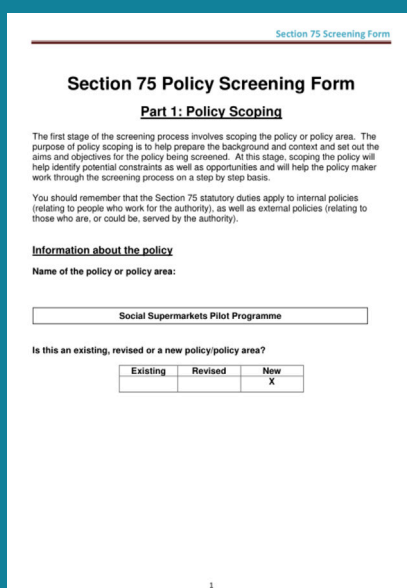 Section 75 Screening Form
Section 75 Policy Screening Form
Part 1: Policy Scoping
The first stage of the screening process involves scoping the policy or policy area.  The
purpose of policy scoping is to help prepare the background and context and set out the
aims and objectives for the policy being screened.  At this stage, scoping the policy will
help identify potential constraints as well as opportunities and will help the policy maker
work through the screening process on a step by step basis.
You should remember that the Section 75 statutory duties apply to internal policies
(relating to people who work for the authority), as well as external policies (relating to
those who are, or could be, served by the authority).
Information about the policy
Name of the policy or policy area:
Social Supermarkets Pilot Programme
Is this an existing, revised or a new policy/policy area?
Existing Revised New
X
1